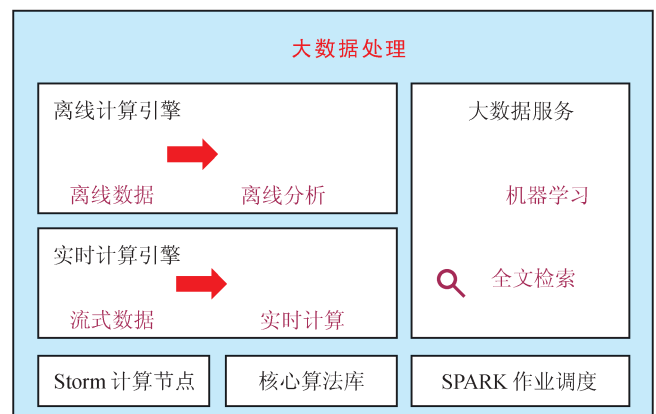 大数据处理
离线计算引擎
离线数据
离线分析
实时计算引擎
流式数据
实时计算
大数据服务
机器学习
全文检索
Storm 计算节点
核心算法库
SPARK 作业调度